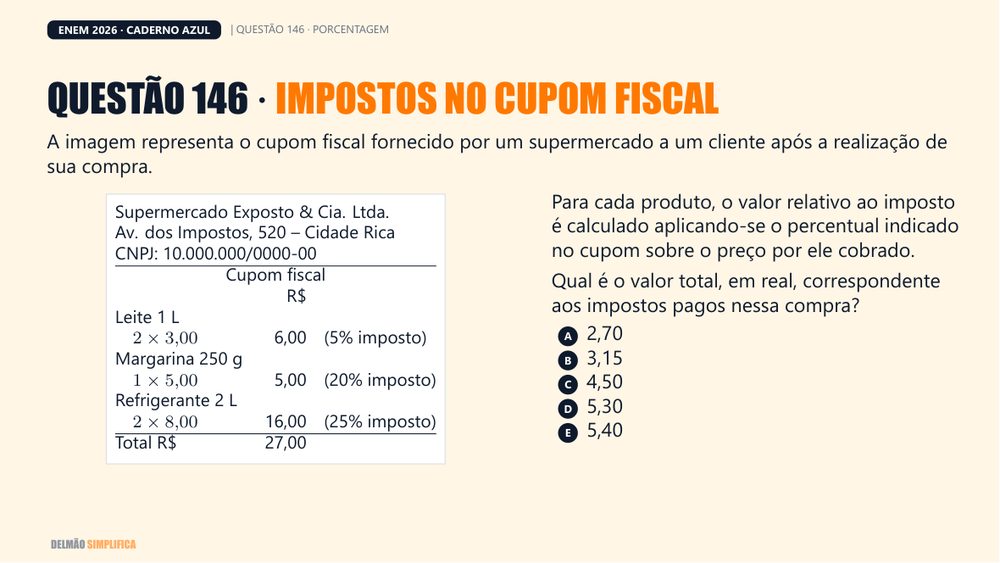 ENEM 2026 · CADERNO AZUL | QUESTÃO 146 · PORCENTAGEM
QUESTÃO 146 · IMPOSTOS NO CUPOM FISCAL
A imagem representa o cupom fiscal fornecido por um supermercado a um cliente após a realização de
sua compra.
Supermercado Exposto & Cia. Ltda.
Av. dos Impostos, 520 – Cidade Rica
CNPJ: 10.000.000/0000-00
Cupom fiscal
R$
Leite 1 L
2 × 3,00 6,00 (5% imposto)
Margarina 250 g
1 × 5,00 5,00 (20% imposto)
Refrigerante 2 L
2 × 8,00 16,00 (25% imposto)
Total R$ 27,00
Para cada produto, o valor relativo ao imposto
é calculado aplicando-se o percentual indicado
no cupom sobre o preço por ele cobrado.
Qual é o valor total, em real, correspondente
aos impostos pagos nessa compra?
A 2,70
B 3,15
C 4,50
D 5,30
E 5,40
DELMÃO SIMPLIFICA